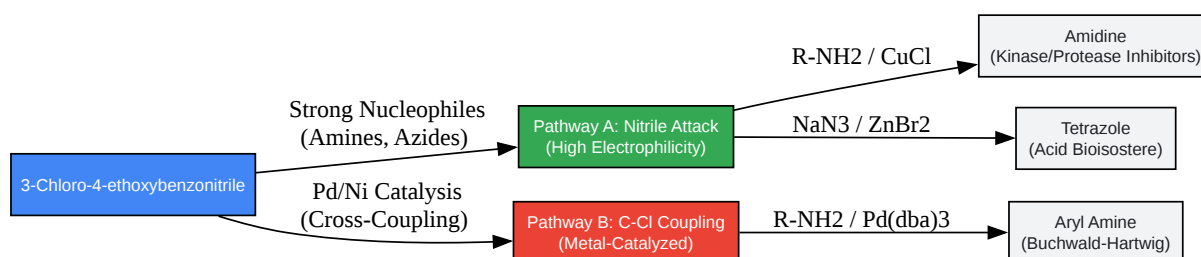 3-Chloro-4-ethoxybenzonitrile
Strong Nucleophiles
(Amines, Azides)
Pd/Ni Catalysis
(Cross-Coupling)
Pathway A: Nitrile Attack
(High Electrophilicity)
Pathway B: C-Cl Coupling
(Metal-Catalyzed)
R-NH2 / CuCl
NaN3 / ZnBr2
R-NH2 / Pd(dba)3
Amidine
(Kinase/Protease Inhibitors)
Tetrazole
(Acid Bioisostere)
Aryl Amine
(Buchwald-Hartwig)